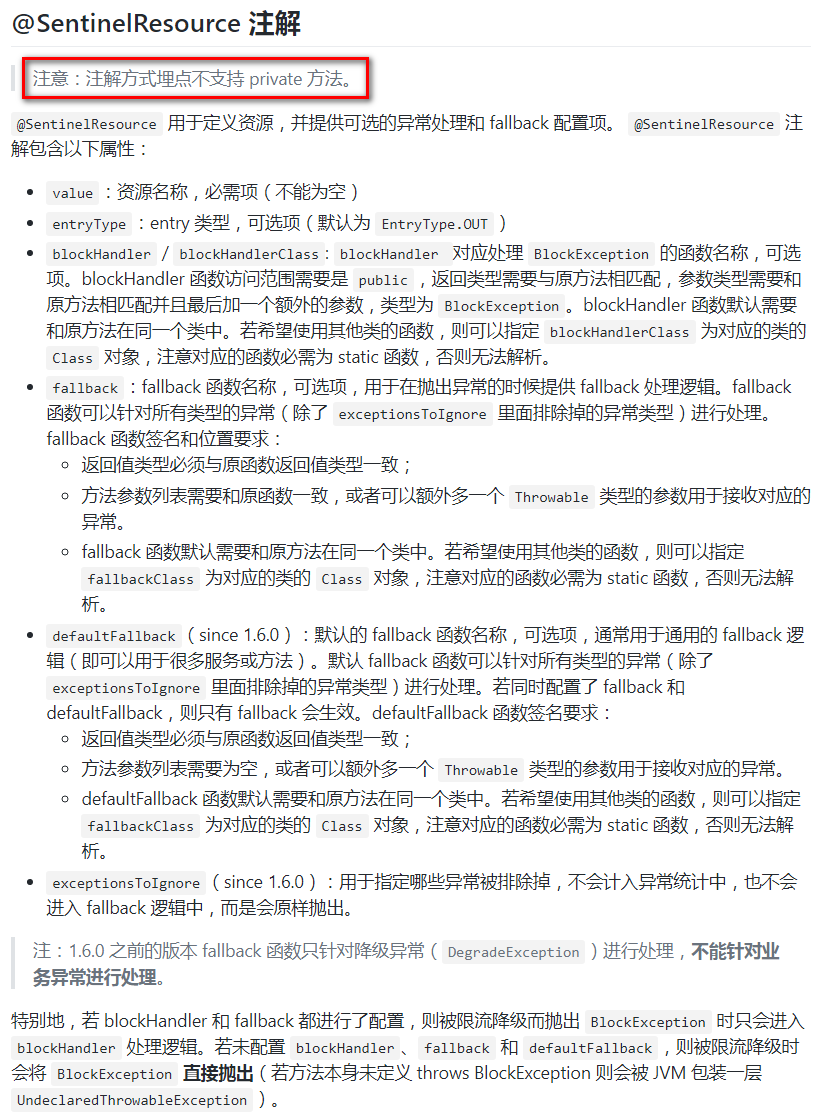 @SentinelResource 注解
注意：注解方式埋点不支持 private 方法。
@SentinelResource 用于定义资源，并提供可选的异常处理和 fallback 配置项。 @SentinelResource 注
解包含以下属性：
value ：资源名称，必需项（不能为空）
entryType ：entry 类型，可选项（默认为 EntryType.OUT ）
blockHandler / blockHandlerClass : blockHandler 对应处理 BlockException 的函数名称，可选
项。blockHandler 函数访问范围需要是 public ，返回类型需要与原方法相匹配，参数类型需要和
原方法相匹配并且最后加一个额外的参数，类型为 BlockException 。blockHandler 函数默认需要
和原方法在同一个类中。若希望使用其他类的函数，则可以指定 blockHandlerClass 为对应的类的
Class 对象，注意对应的函数必需为 static 函数，否则无法解析。
fallback ：fallback 函数名称，可选项，用于在抛出异常的时候提供 fallback 处理逻辑。fallback
函数可以针对所有类型的异常（除了 exceptionsToIgnore 里面排除掉的异常类型）进行处理。
fallback 函数签名和位置要求：
返回值类型必须与原函数返回值类型一致；
方法参数列表需要和原函数一致，或者可以额外多一个 Throwable 类型的参数用于接收对应的
异常。
fallback 函数默认需要和原方法在同一个类中。若希望使用其他类的函数，则可以指定
fallbackClass 为对应的类的 Class 对象，注意对应的函数必需为 static 函数，否则无法解
析。
defaultFallback （since 1.6.0）：默认的 fallback 函数名称，可选项，通常用于通用的 fallback 逻
辑（即可以用于很多服务或方法）。默认 fallback 函数可以针对所有类型的异常（除了
exceptionsToIgnore 里面排除掉的异常类型）进行处理。若同时配置了 fallback 和
defaultFallback，则只有 fallback 会生效。defaultFallback 函数签名要求：
返回值类型必须与原函数返回值类型一致；
方法参数列表需要为空，或者可以额外多一个 Throwable 类型的参数用于接收对应的异常。
defaultFallback 函数默认需要和原方法在同一个类中。若希望使用其他类的函数，则可以指定
fallbackClass 为对应的类的 Class 对象，注意对应的函数必需为 static 函数，否则无法解
析。
exceptionsToIgnore （since 1.6.0）：用于指定哪些异常被排除掉，不会计入异常统计中，也不会
进入 fallback 逻辑中，而是会原样抛出。
注：1.6.0 之前的版本 fallback 函数只针对降级异常（ DegradeException ）进行处理，不能针对业
务异常进行处理。
特别地，若 blockHandler 和 fallback 都进行了配置，则被限流降级而抛出 BlockException 时只会进入
blockHandler 处理逻辑。若未配置 blockHandler 、 fallback 和 defaultFallback ，则被限流降级时
会将 BlockException 直接抛出（若方法本身未定义 throws BlockException 则会被 JVM 包装一层
UndeclaredThrowableException ）。